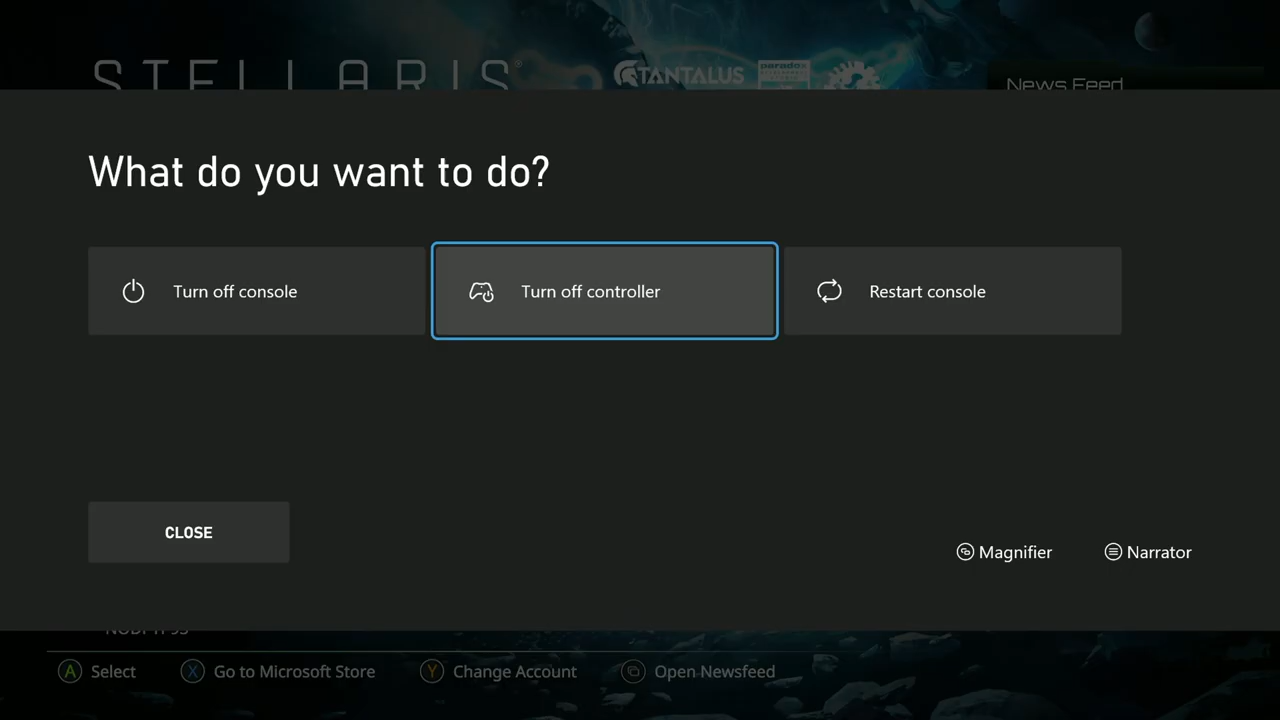 STELLARIS
TANTALUS
paradox
News Feed
What do you want to do?
Turn off console
Turn off controller
Restart console
CLOSE
Magnifier
Narrator
A Select
X Go to Microsoft Store
Y Change Account
Open Newsfeed